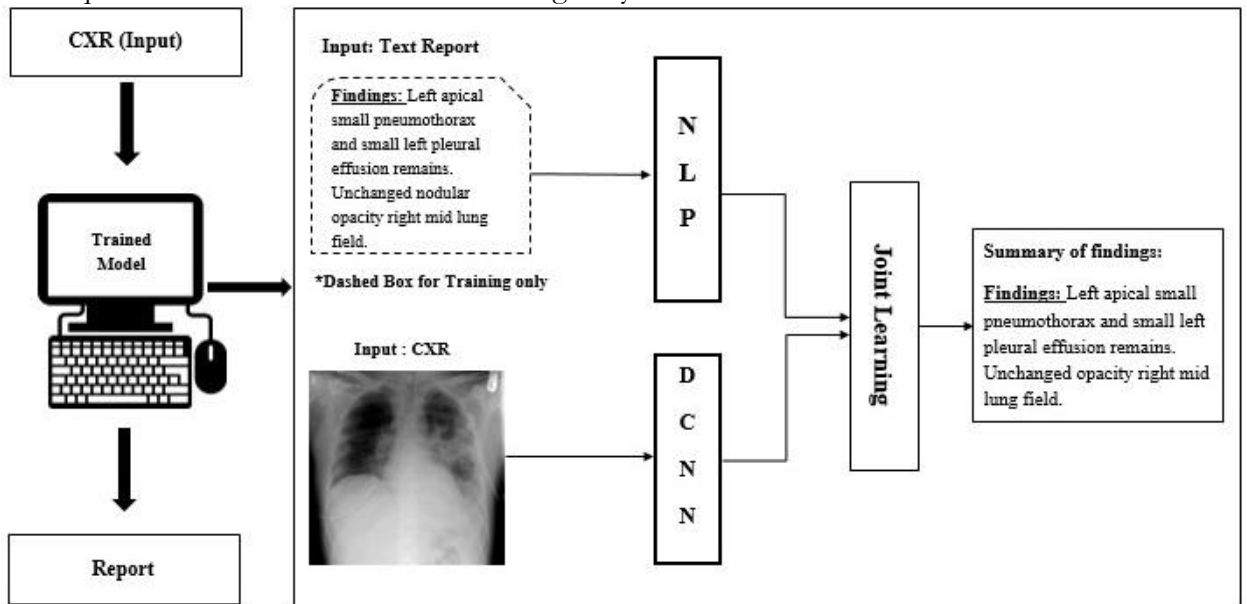 CXR (Input)
Trained
Model
Report
Input: Text Report
Findings: Left apical
small pneumothorax
and small left pleural
effusion remains.
Unchanged nodular
opacity right mid lung
field.
*Dashed Box for Training only
Input : CXR
N
L
P
D
C
N
N
Joint Learning
Summary of findings:
Findings: Left apical small
pneumothorax and small left
pleural effusion remains.
Unchanged opacity right mid
lung field.